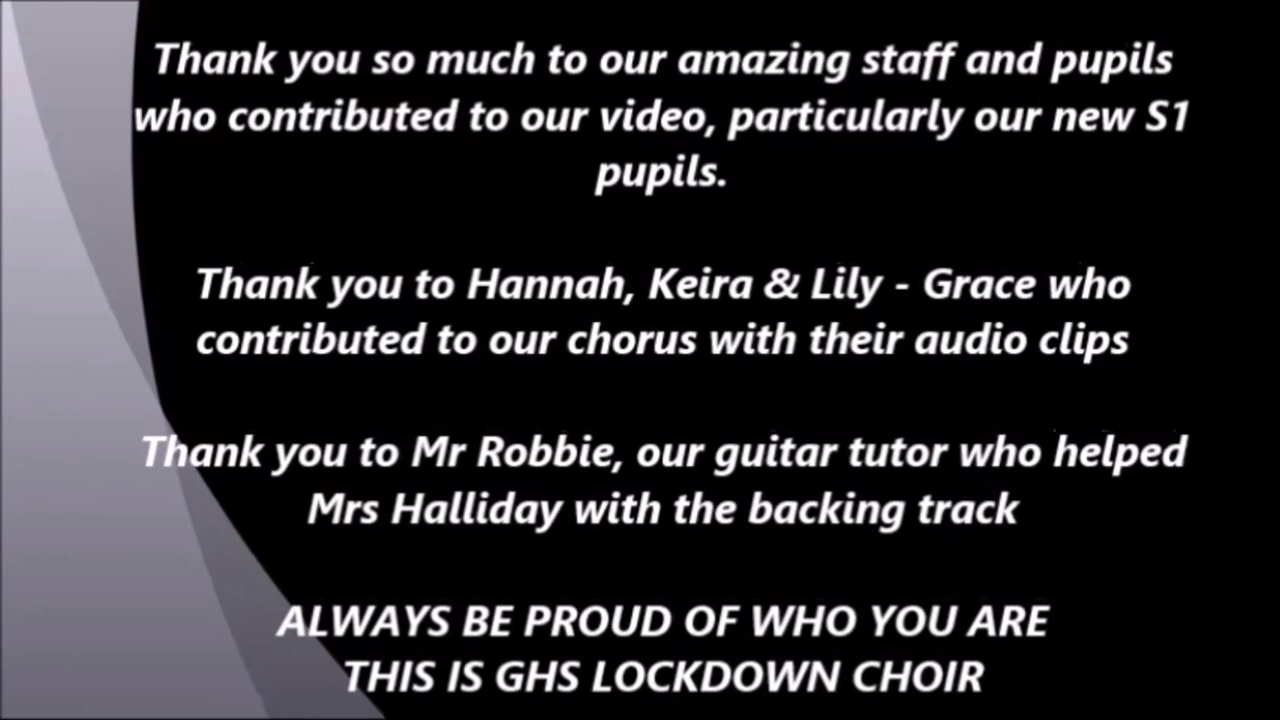 Thank you so much to our amazing staff and pupils
who contributed to our video, particularly our new S1
pupils.
Thank you to Hannah, Keira & Lily - Grace who
contributed to our chorus with their audio clips
Thank you to Mr Robbie, our guitar tutor who helped
Mrs Halliday with the backing track
ALWAYS BE PROUD OF WHO YOU ARE
THIS IS GHS LOCKDOWN CHOIR